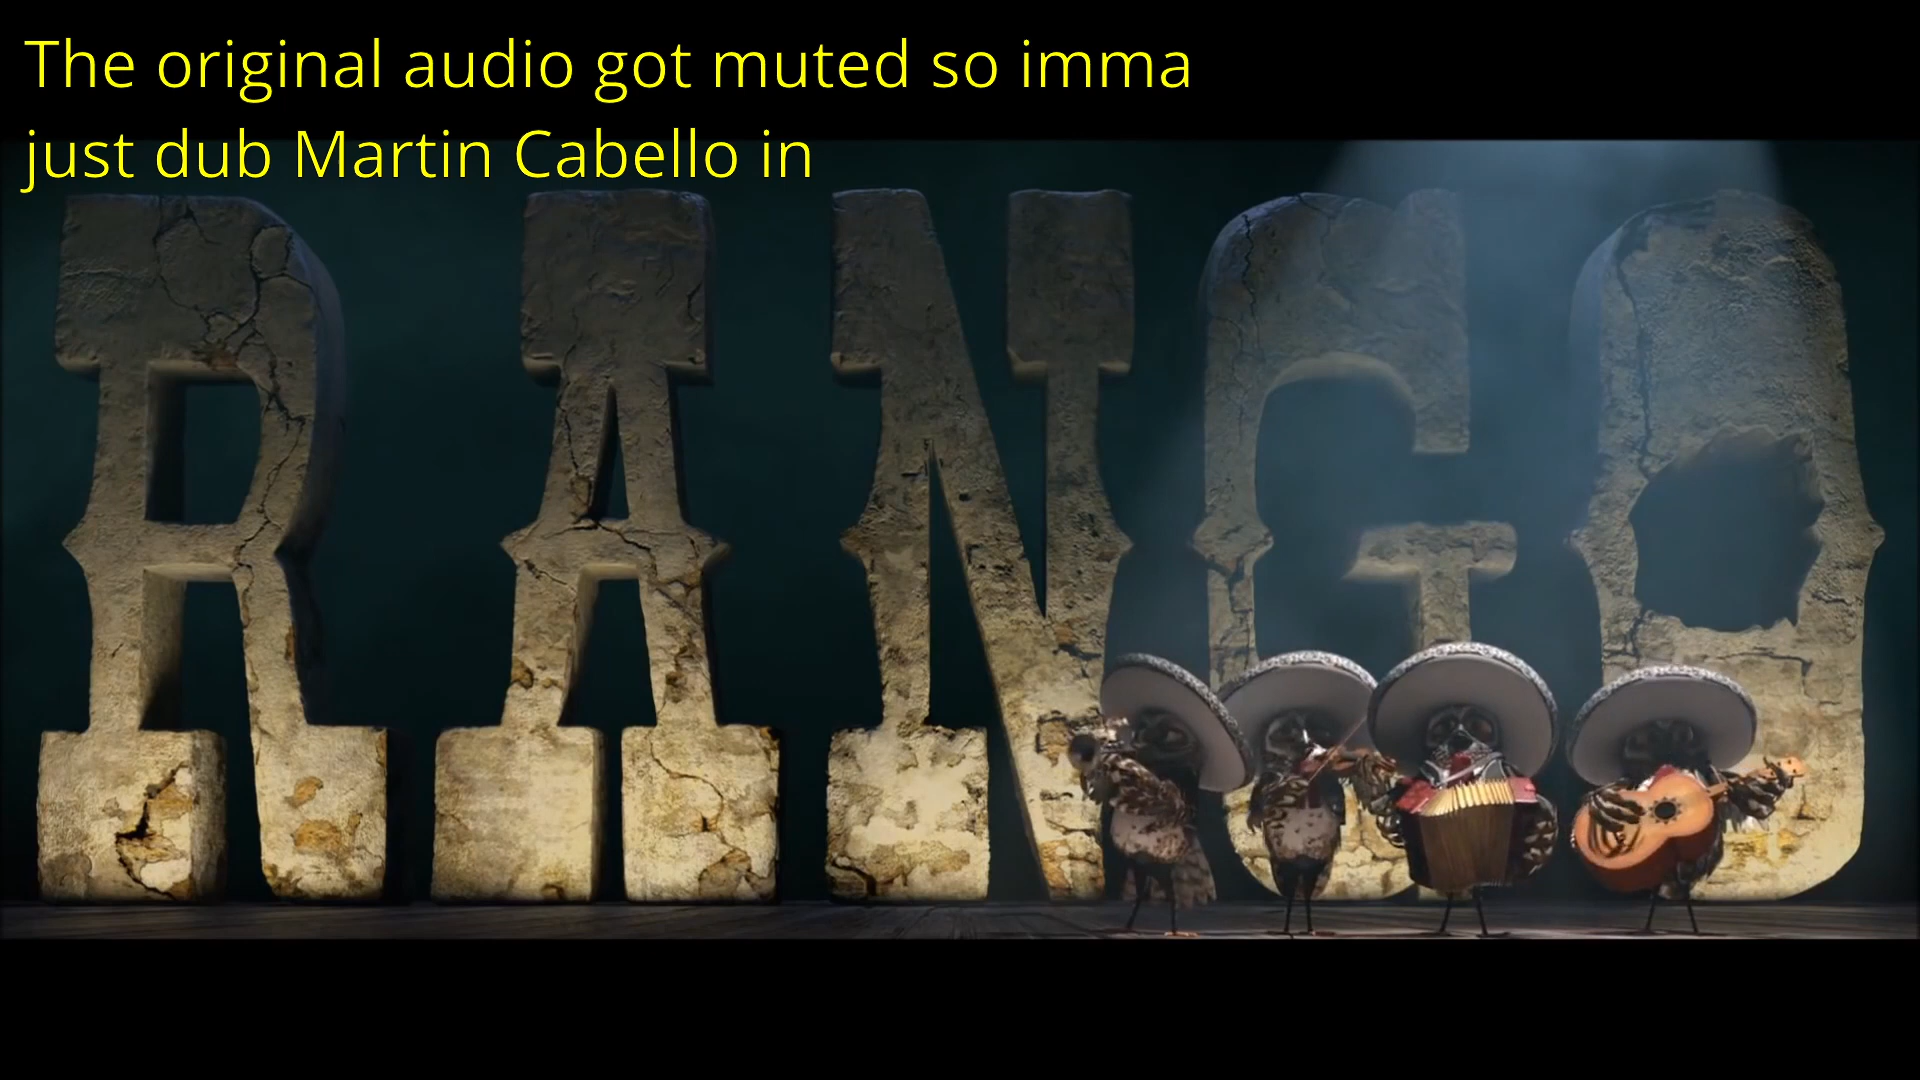 The original audio got muted so imma
just dub Martin Cabello in
RANGO